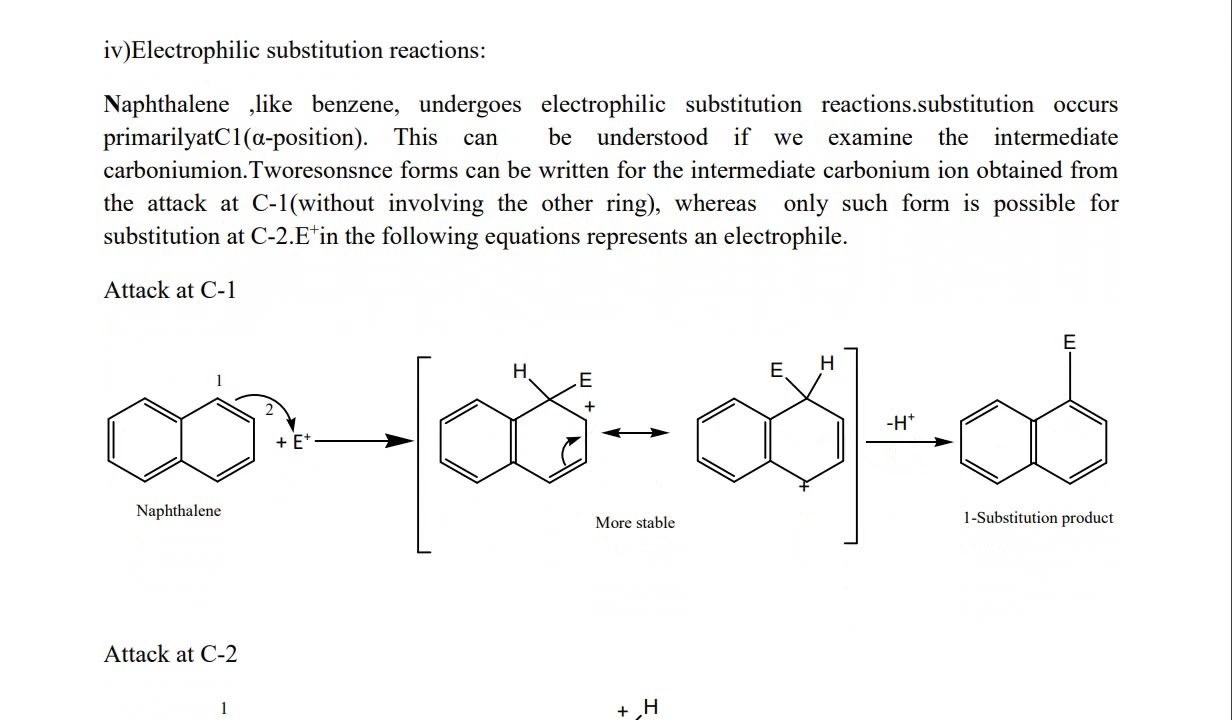 iv)Electrophilic substitution reactions:
Naphthalene ,like benzene, undergoes electrophilic substitution reactions.substitution occurs
primarilyatC1(α-position). This can be understood if we examine the intermediate
carboniumion.Tworesonsnce forms can be written for the intermediate carbonium ion obtained from
the attack at C-1(without involving the other ring), whereas only such form is possible for
substitution at C-2.E⁺in the following equations represents an electrophile.
Attack at C-1
1
2
+ E⁺
Naphthalene
H
E
+
E
H
+
More stable
-H⁺
E
1-Substitution product
Attack at C-2
1
+
H